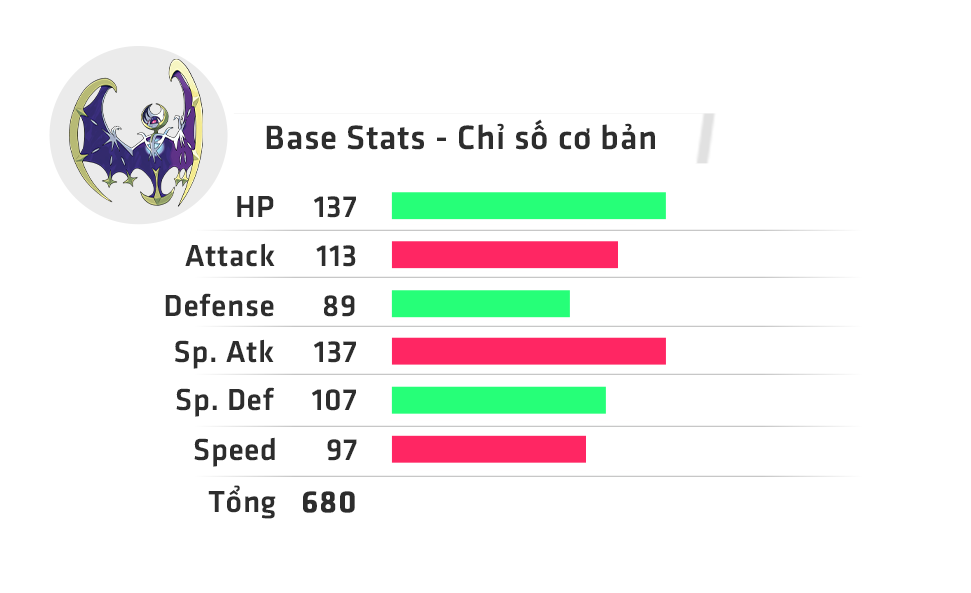 Base Stats - Chỉ số cơ bản
HP 137
Attack 113
Defense 89
Sp. Atk 137
Sp. Def 107
Speed 97
Tổng 680